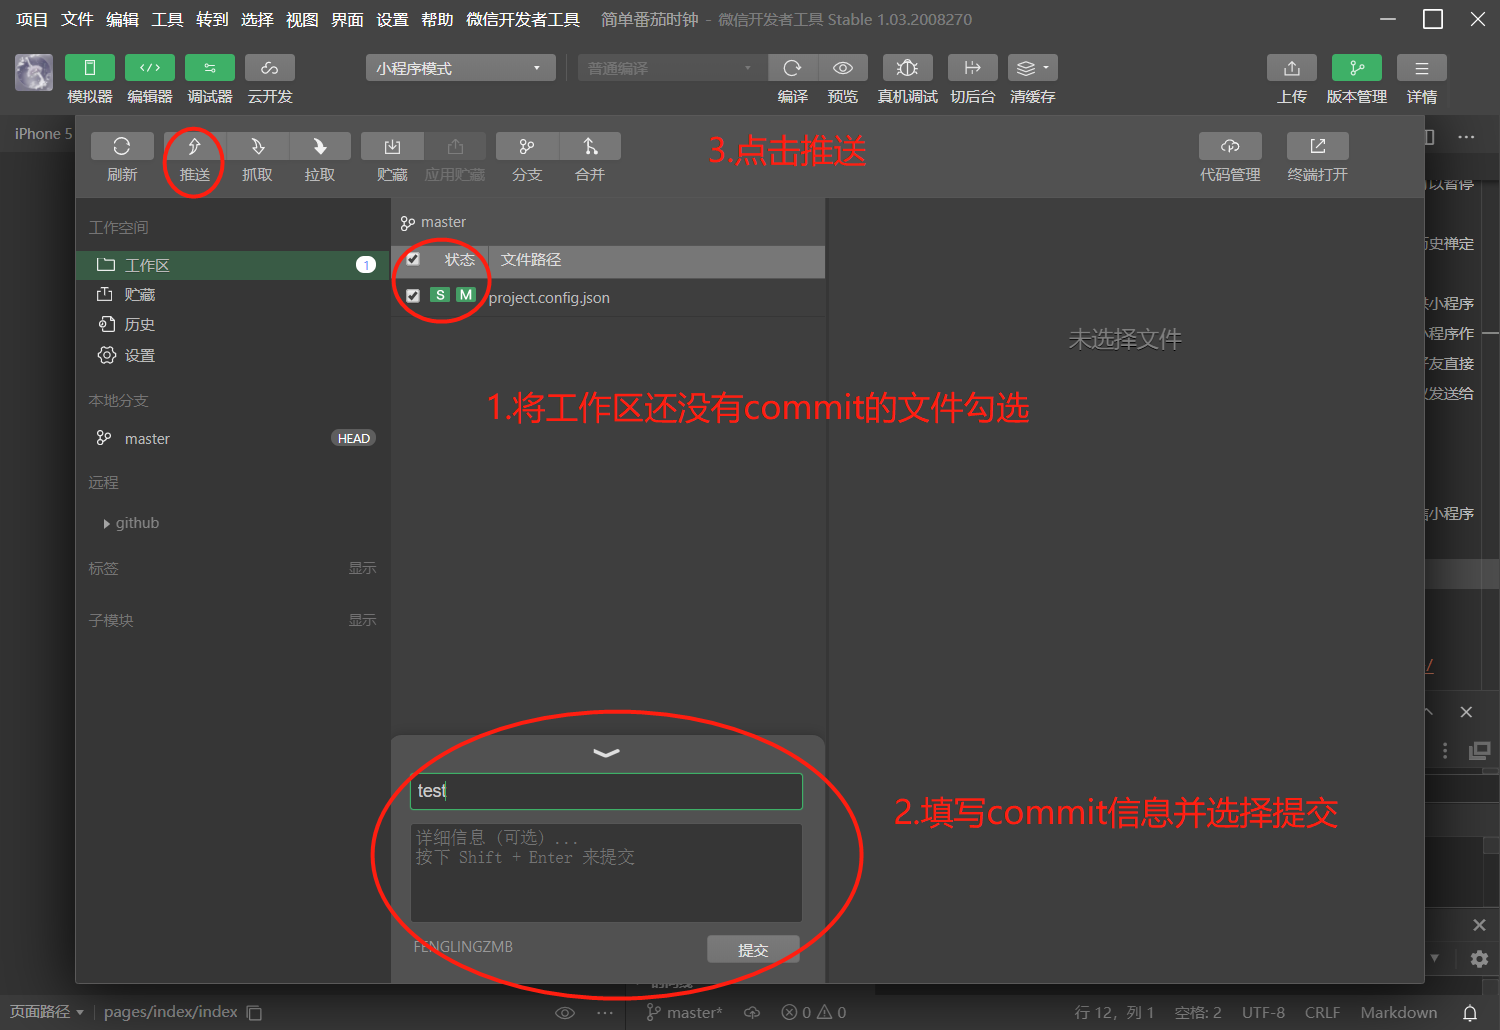 项目 文件 编辑 工具 转到 选择 视图 界面 设置 帮助 微信开发者工具 简单番茄时钟 - 微信开发者工具 Stable 1.03.2008270
小程序模式 普通编译
模拟器 编辑器 调试器 云开发 编译 预览 真机调试 切后台 清缓存 上传 版本管理 详情
iPhone 5
刷新 推送 抓取 拉取 贮藏 应用贮藏 分支 合并 代码管理 终端打开
3.点击推送
以暂停
工作空间
master
历史禅定
状态 文件路径
工作区 1
贮藏
S M project.config.json
小程序
历史
小程序作
未选择文件
设置
友直接
发送给
本地分支
1.将工作区还没有commit的文件勾选
master HEAD
远程
小程序
github
标签 显示
子模块 显示
/
test
2.填写commit信息并选择提交
详细信息（可选）...
按下 Shift + Enter 来提交
FENGLINGZMB
提交
页面路径 pages/index/index master* 0 0 行 12，列 1 空格: 2 UTF-8 CRLF Markdown